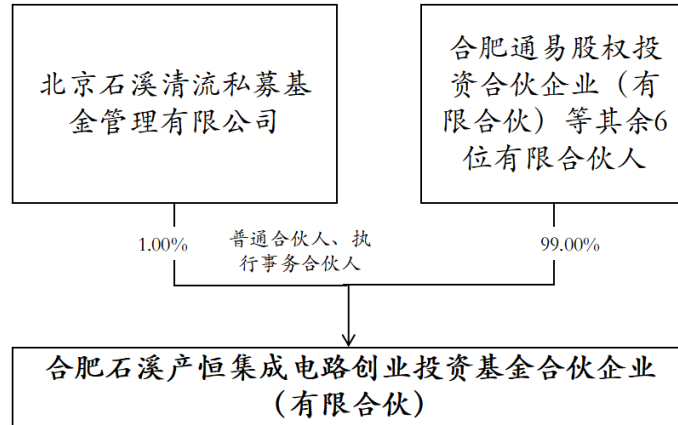 北京石溪清流私募基
金管理有限公司
合肥通易股权投
资合伙企业（有
限合伙）等其余6
位有限合伙人
1.00%
普通合伙人、执
行事务合伙人
99.00%
合肥石溪产恒集成电路创业投资基金合伙企业
（有限合伙）